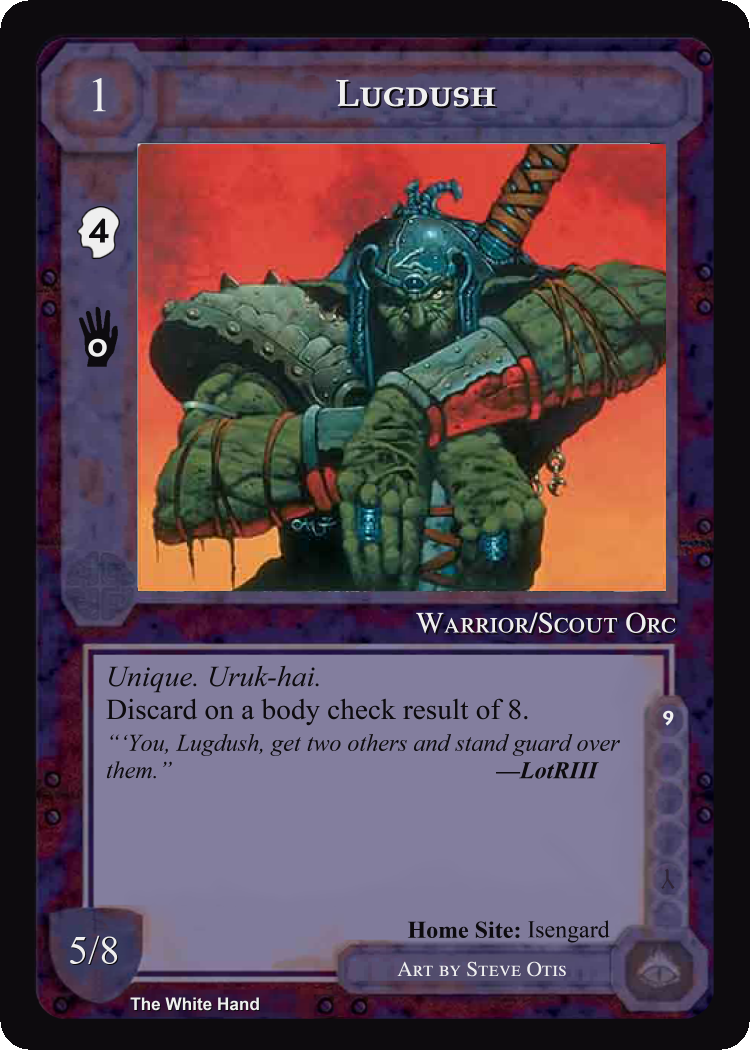 1
Lugdush
4
0
Warrior/Scout Orc
Unique. Uruk-hai.
Discard on a body check result of 8.
“‘You, Lugdush, get two others and stand guard over
them.” —LotRIII
9
Home Site: Isengard
5/8
Art by Steve Otis
The White Hand